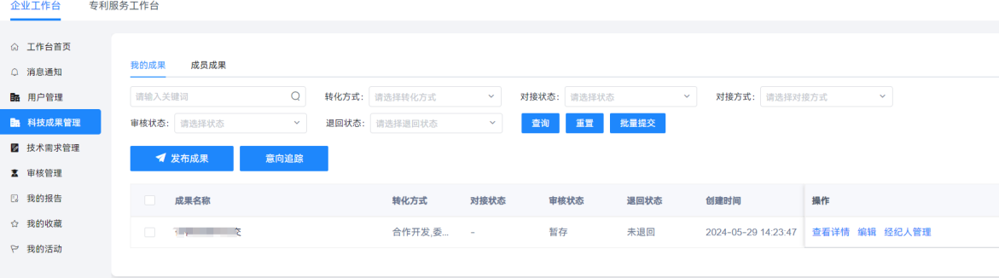 企业工作台 专利服务工作台
工作台首页
消息通知
用户管理
科技成果管理
技术需求管理
审核管理
我的报告
我的收藏
我的活动
我的成果 成员成果
请输入关键词 转化方式: 请选择转化方式 对接状态: 请选择状态 对接方式: 请选择对接方式
审核状态: 请选择状态 退回状态: 请选择退回状态 查询 重置 批量提交
发布成果 意向追踪
成果名称 转化方式 对接状态 审核状态 退回状态 创建时间 操作
交 合作开发,委... - 暂存 未退回 2024-05-29 14:23:47 查看详情 编辑 经纪人管理